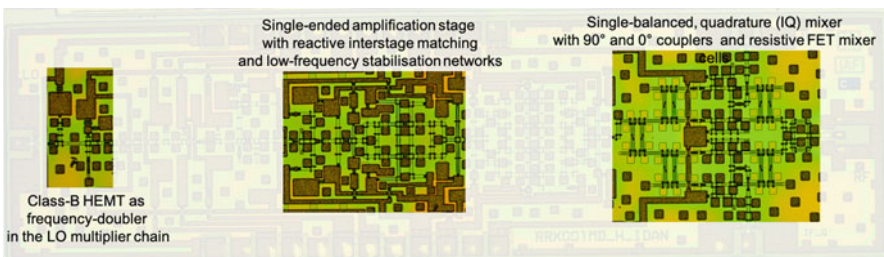 Single-ended amplification stage
with reactive interstage matching
and low-frequency stabilisation networks
Single-balanced, quadrature (IQ) mixer
with 90° and 0° couplers and resistive FET mixer
cells
Class-B HEMT as
frequency-doubler
in the LO multiplier chain
LO